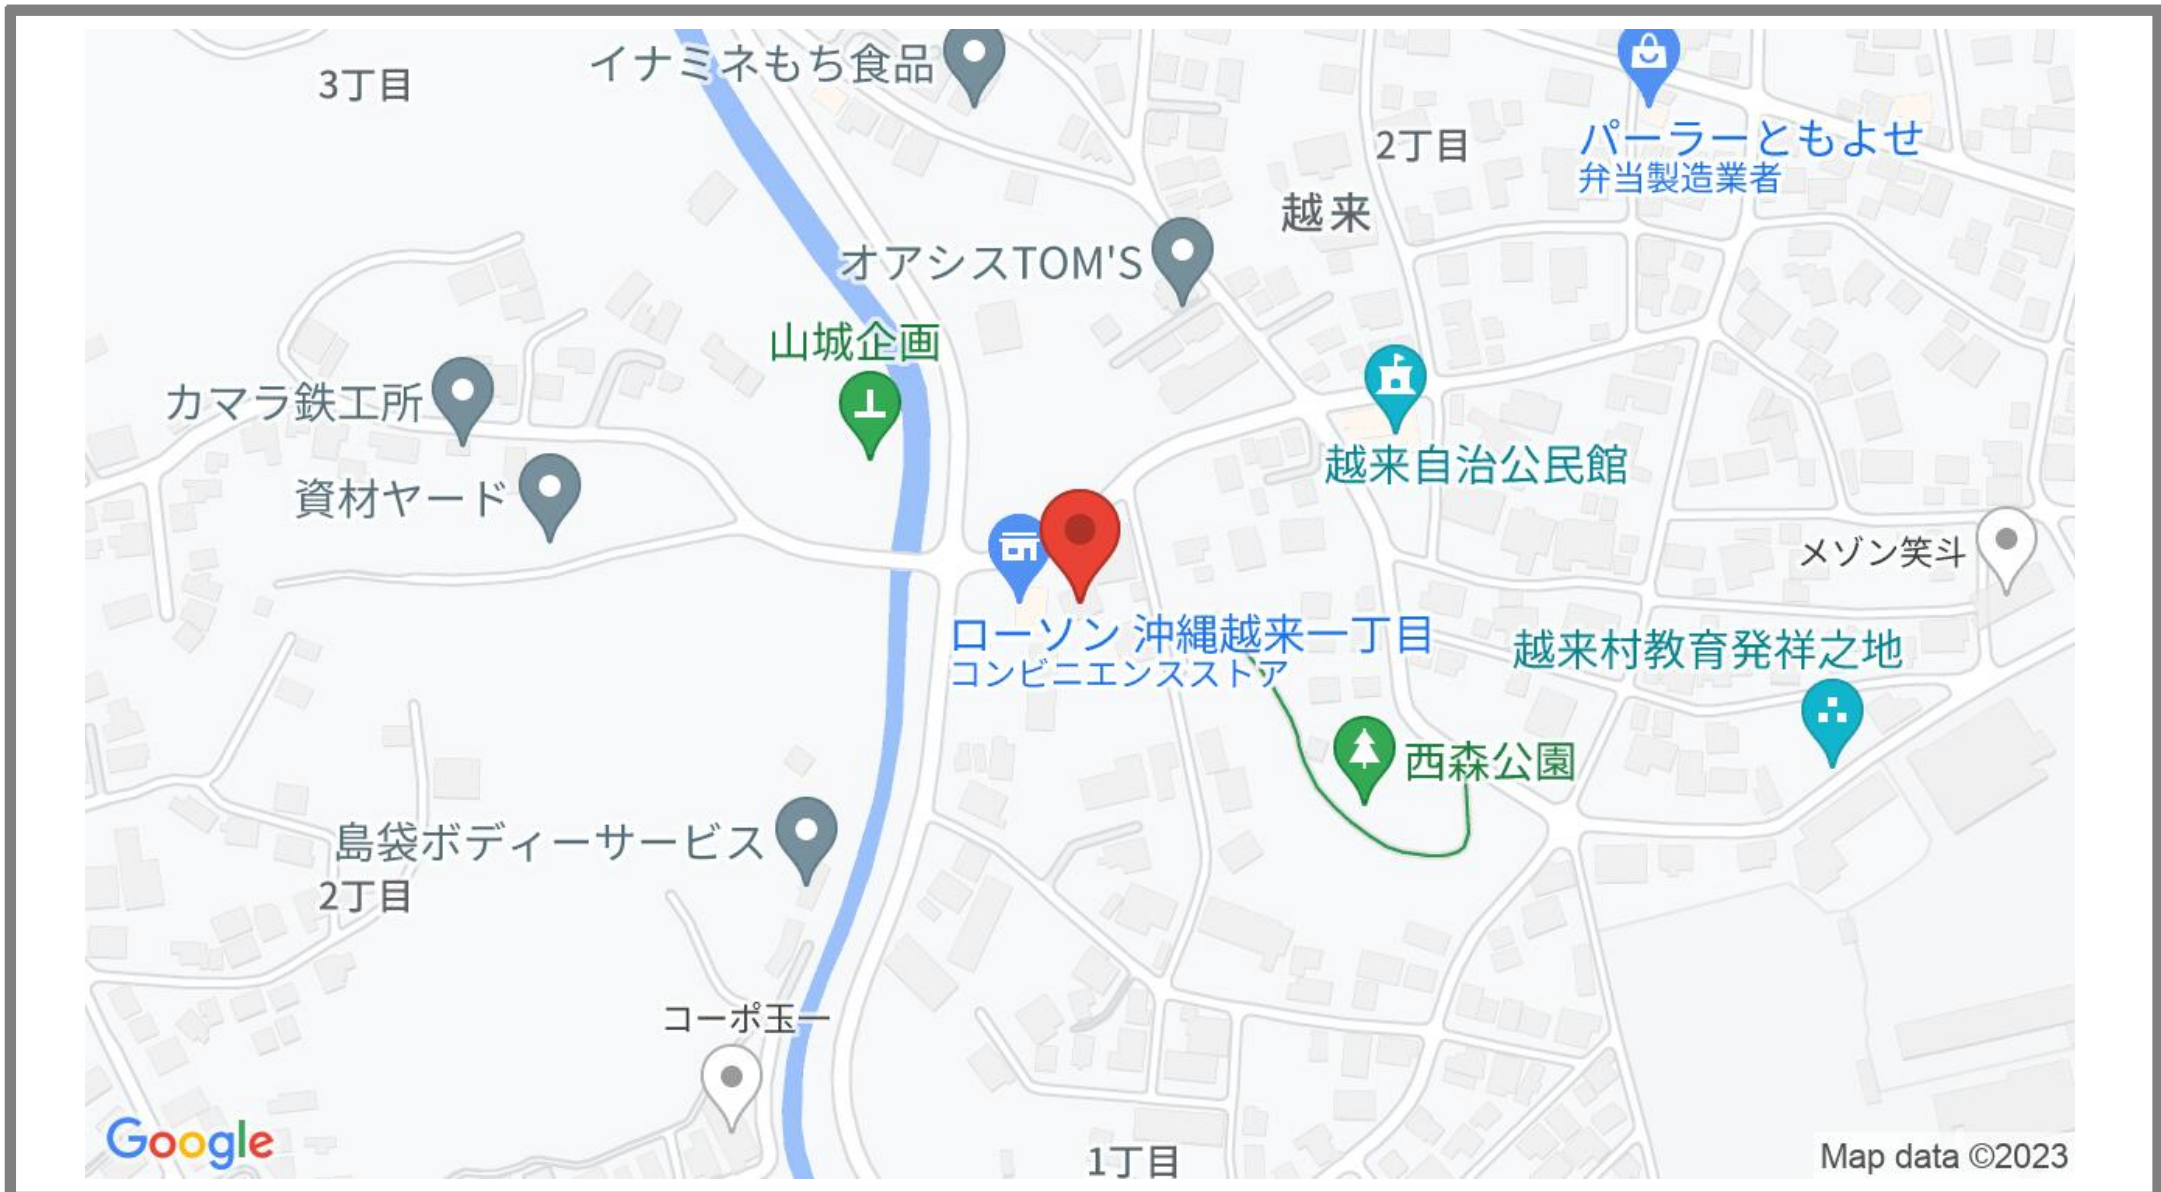 イナミネもち食品
3丁目
2丁目
パーラーともよせ
弁当製造業者
越来
オアシスTOM'S
山城企画
カマラ鉄工所
越来自治公民館
資材ヤード
メゾン笑斗
ローソン 沖縄越来一丁目
コンビニエンスストア
越来村教育発祥之地
西森公園
島袋ボディーサービス
2丁目
コーポ玉一
Google
1丁目
Map data ©2023